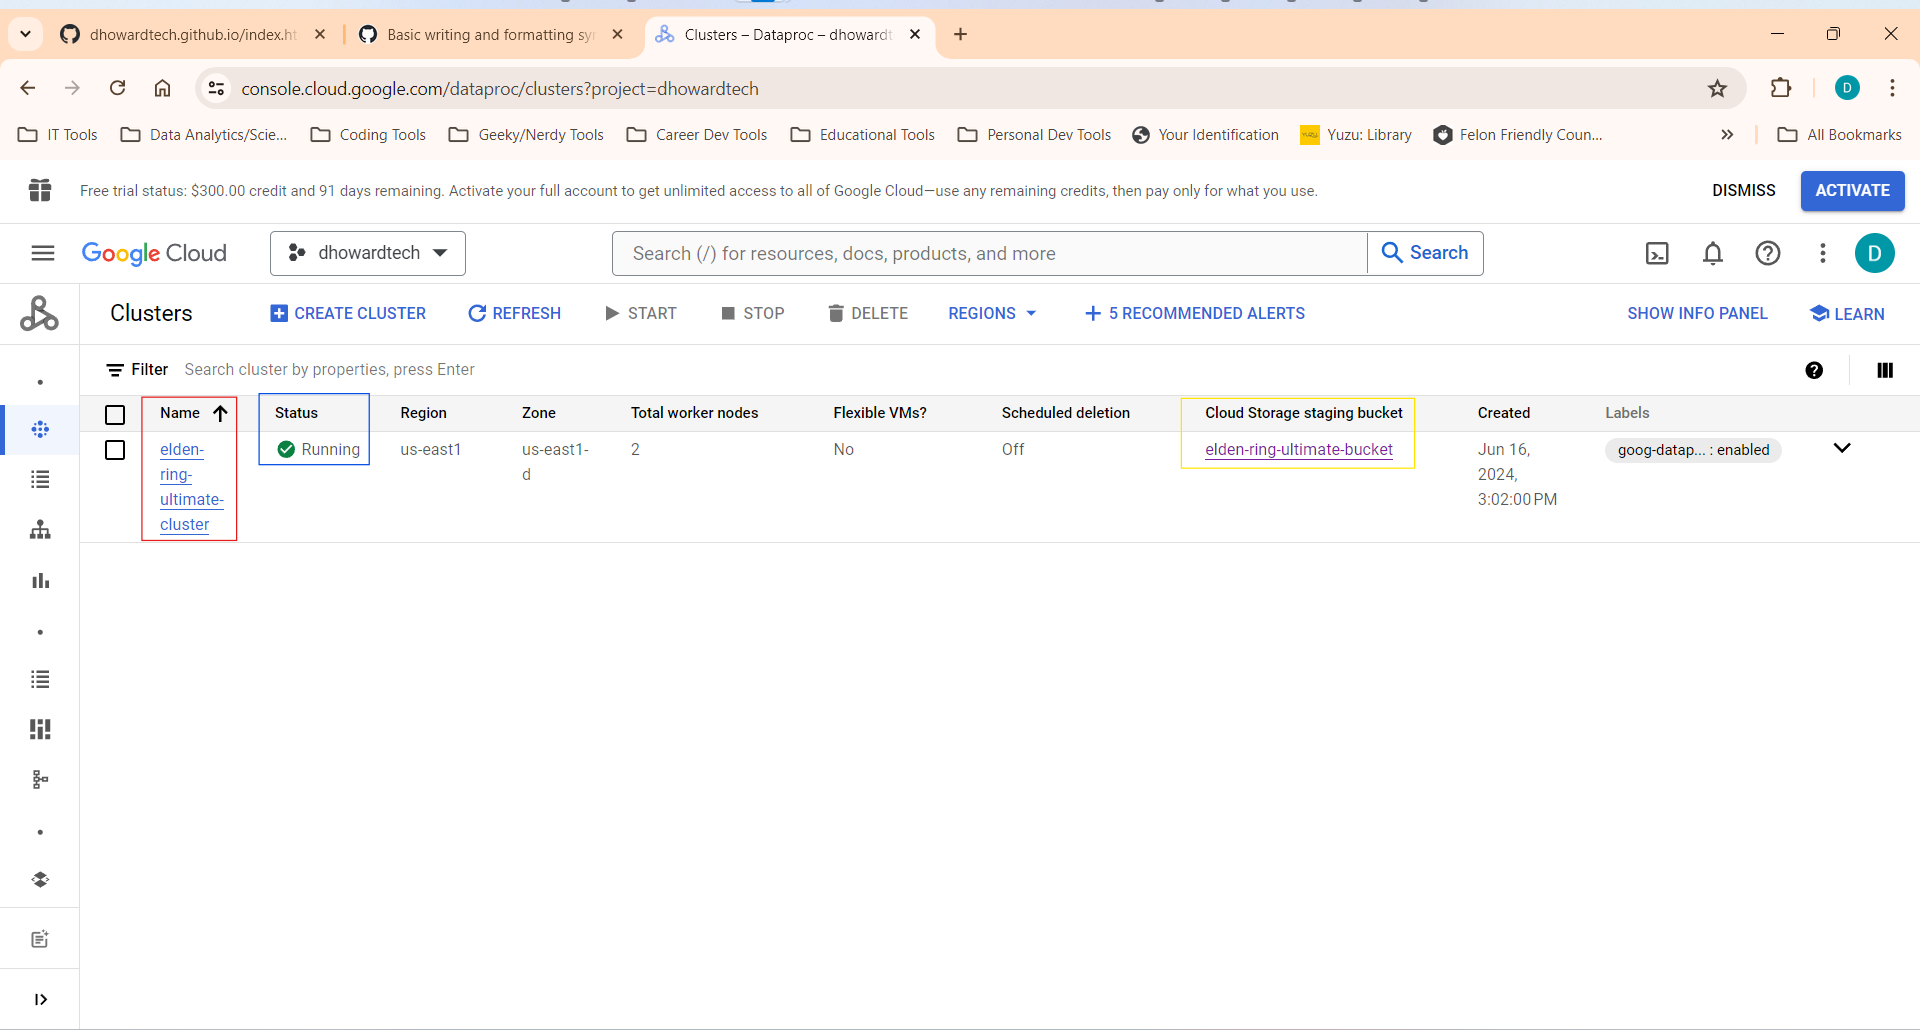 dhowardtech.github.io/index.ht
Basic writing and formatting syn
Clusters – Dataproc – dhowardt
console.cloud.google.com/dataproc/clusters?project=dhowardtech
D
IT Tools
Data Analytics/Scie...
Coding Tools
Geeky/Nerdy Tools
Career Dev Tools
Educational Tools
Personal Dev Tools
Your Identification
Yuzu: Library
Felon Friendly Coun...
All Bookmarks
Free trial status: $300.00 credit and 91 days remaining. Activate your full account to get unlimited access to all of Google Cloud—use any remaining credits, then pay only for what you use.
DISMISS
ACTIVATE
Google Cloud
dhowardtech
Search (/) for resources, docs, products, and more
Search
D
Clusters
CREATE CLUSTER
REFRESH
START
STOP
DELETE
REGIONS
5 RECOMMENDED ALERTS
SHOW INFO PANEL
LEARN
Filter
Search cluster by properties, press Enter
Name
Status
Region
Zone
Total worker nodes
Flexible VMs?
Scheduled deletion
Cloud Storage staging bucket
Created
Labels
elden-
ring-
ultimate-
cluster
Running
us-east1
us-east1-
d
2
No
Off
elden-ring-ultimate-bucket
Jun 16,
2024,
3:02:00 PM
goog-datap... : enabled